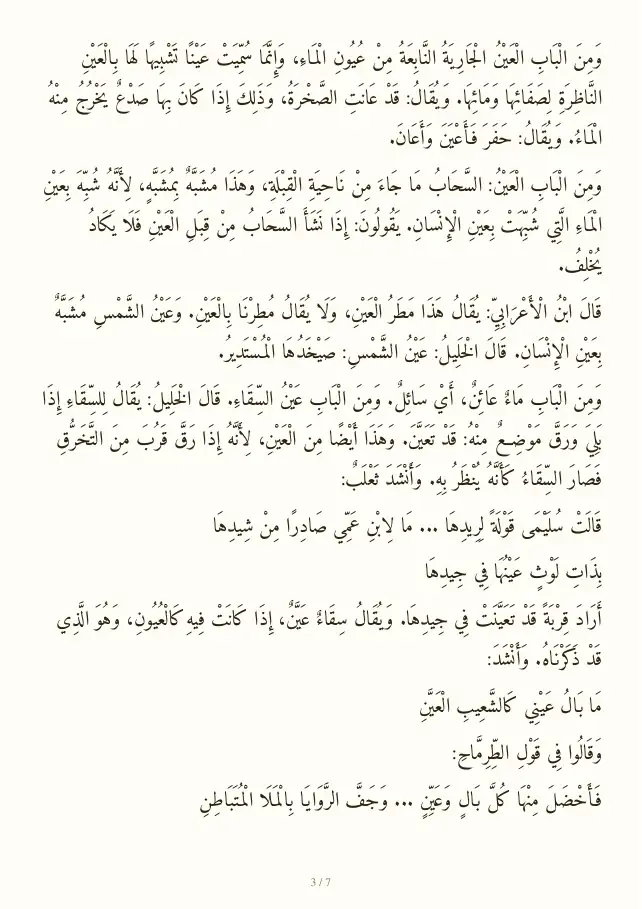 وَمِنَ الْبَابِ الْعَيْنُ الْجَارِيَةُ النَّابِعَةُ مِنْ عُيُونِ الْمَاءِ، وَإِنَّمَا سُمِّيَتْ عَيْنًا تَشْبِيهًا لَهَا بِالْعَيْنِ
النَّاظِرَةِ لِصَفَائِهَا وَمَائِهَا. وَيُقَالُ: قَدْ عَانَتِ الصَّخْرَةُ، وَذَلِكَ إِذَا كَانَ بِهَا صَدْعٌ يَخْرُجُ مِنْهُ
الْمَاءُ. وَيُقَالُ: حَفَرَ فَأَعْيَنَ وَأَعَانَ.
وَمِنَ الْبَابِ الْعَيْنُ: السَّحَابُ مَا جَاءَ مِنْ نَاحِيَةِ الْقِبْلَةِ، وَهَذَا مُشَبَّهٌ بِمُشَبَّهٍ، لِأَنَّهُ شُبِّهَ بِعَيْنِ
الْمَاءِ الَّتِي شُبِّهَتْ بِعَيْنِ الْإِنْسَانِ. يَقُولُونَ: إِذَا نَشَأَ السَّحَابُ مِنْ قِبَلِ الْعَيْنِ فَلَا يَكَادُ
يُخْلِفُ.
قَالَ ابْنُ الْأَعْرَابِيِّ: يُقَالُ هَذَا مَطَرُ الْعَيْنِ، وَلَا يُقَالُ مُطِرْنَا بِالْعَيْنِ. وَعَيْنُ الشَّمْسِ مُشَبَّهٌ
بِعَيْنِ الْإِنْسَانِ. قَالَ الْخَلِيلُ: عَيْنُ الشَّمْسِ: صَيْخَدُهَا الْمُسْتَدِيرُ.
وَمِنَ الْبَابِ مَاءٌ عَائِنٌ، أَيْ سَائِلٌ. وَمِنَ الْبَابِ عَيْنُ السِّقَاءِ. قَالَ الْخَلِيلُ: يُقَالُ لِلسِّقَاءِ إِذَا
بَلِيَ وَرَقَّ مَوْضِعٌ مِنْهُ: قَدْ تَعَيَّنَ. وَهَذَا أَيْضًا مِنَ الْعَيْنِ، لِأَنَّهُ إِذَا رَقَّ قَرُبَ مِنَ التَّخَرُّقِ
فَصَارَ السِّقَاءُ كَأَنَّهُ يُنْظَرُ بِهِ. وَأَنْشَدَ ثَعْلَبٌ:
قَالَتْ سُلَيْمَى قَوْلَةً لِرِيدِهَا ... مَا لِابْنِ عَمِّي صَادِرًا مِنْ شِيدِهَا
بِذَاتِ لَوْثٍ عَيْنُهَا فِي جِيدِهَا
أَرَادَ قِرْبَةً قَدْ تَعَيَّنَتْ فِي جِيدِهَا. وَيُقَالُ سِقَاءٌ عَيَّنٌ، إِذَا كَانَتْ فِيهِ كَالْعُيُونِ، وَهُوَ الَّذِي
قَدْ ذَكَرْنَاهُ. وَأَنْشَدَ:
مَا بَالُ عَيْنِي كَالشَّعِيبِ الْعَيَّنِ
وَقَالُوا فِي قَوْلِ الطِّرِمَّاحِ:
فَأَخْضَلَ مِنْهَا كُلَّ بَالٍ وَعَيِّنٍ ... وَجَفَّ الرَّوَايَا بِالْمَلَا الْمُتَبَاطِنِ
3 / 7